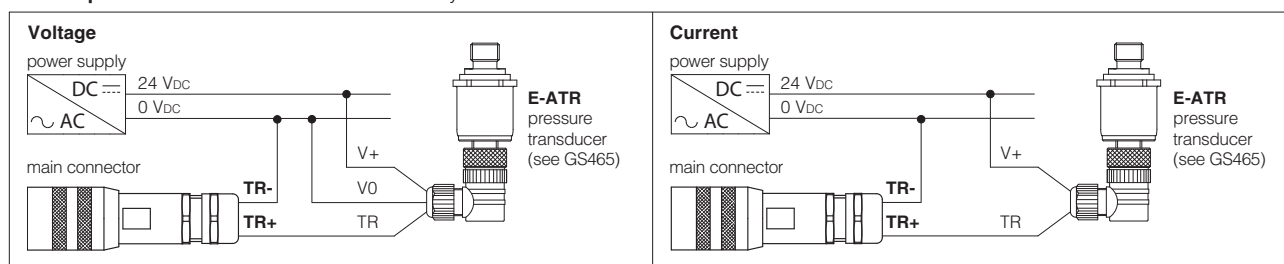 Voltage
power supply
DC
AC
24 VDC
0 VDC
main connector
TR-
TR+
V+
V0
TR
E-ATR
pressure
transducer
(see GS465)
Current
power supply
DC
AC
24 VDC
0 VDC
main connector
TR-
TR+
V+
TR
E-ATR
pressure
transducer
(see GS465)